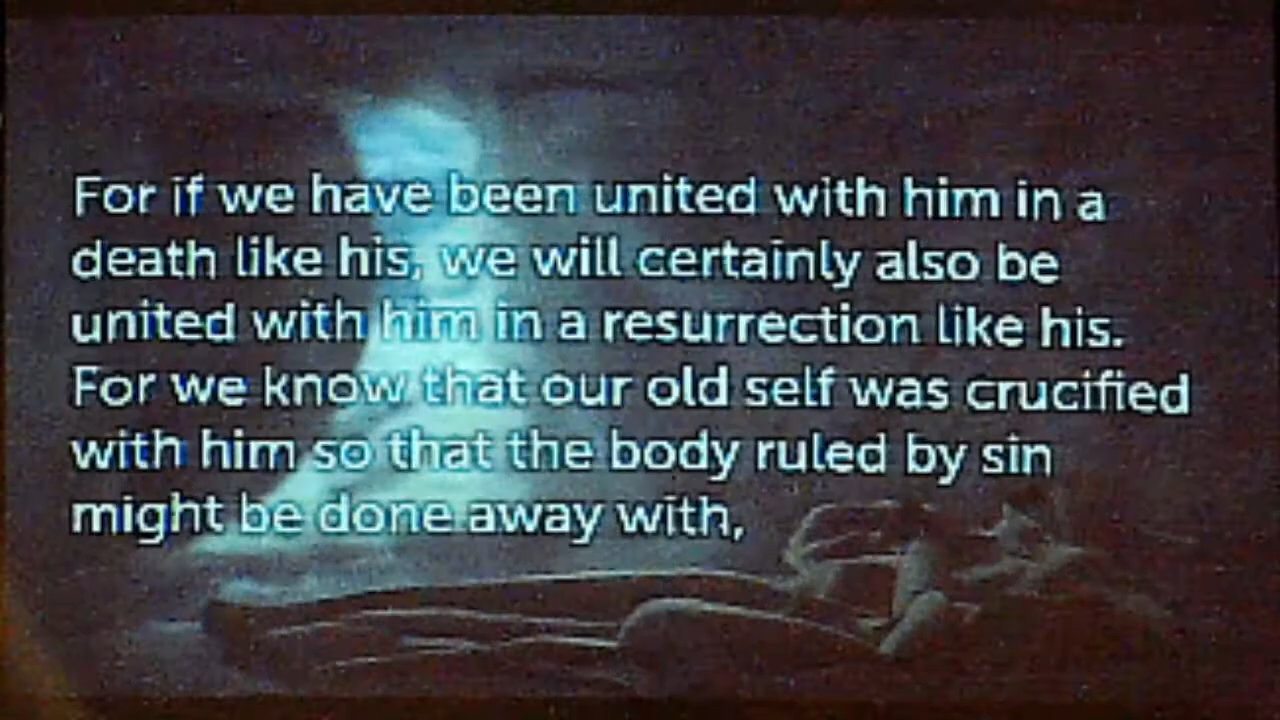 For if we have been united with him in a
death like his, we will certainly also be
united with him in a resurrection like his.
For we know that our old self was crucified
with him so that the body ruled by sin
might be done away with,